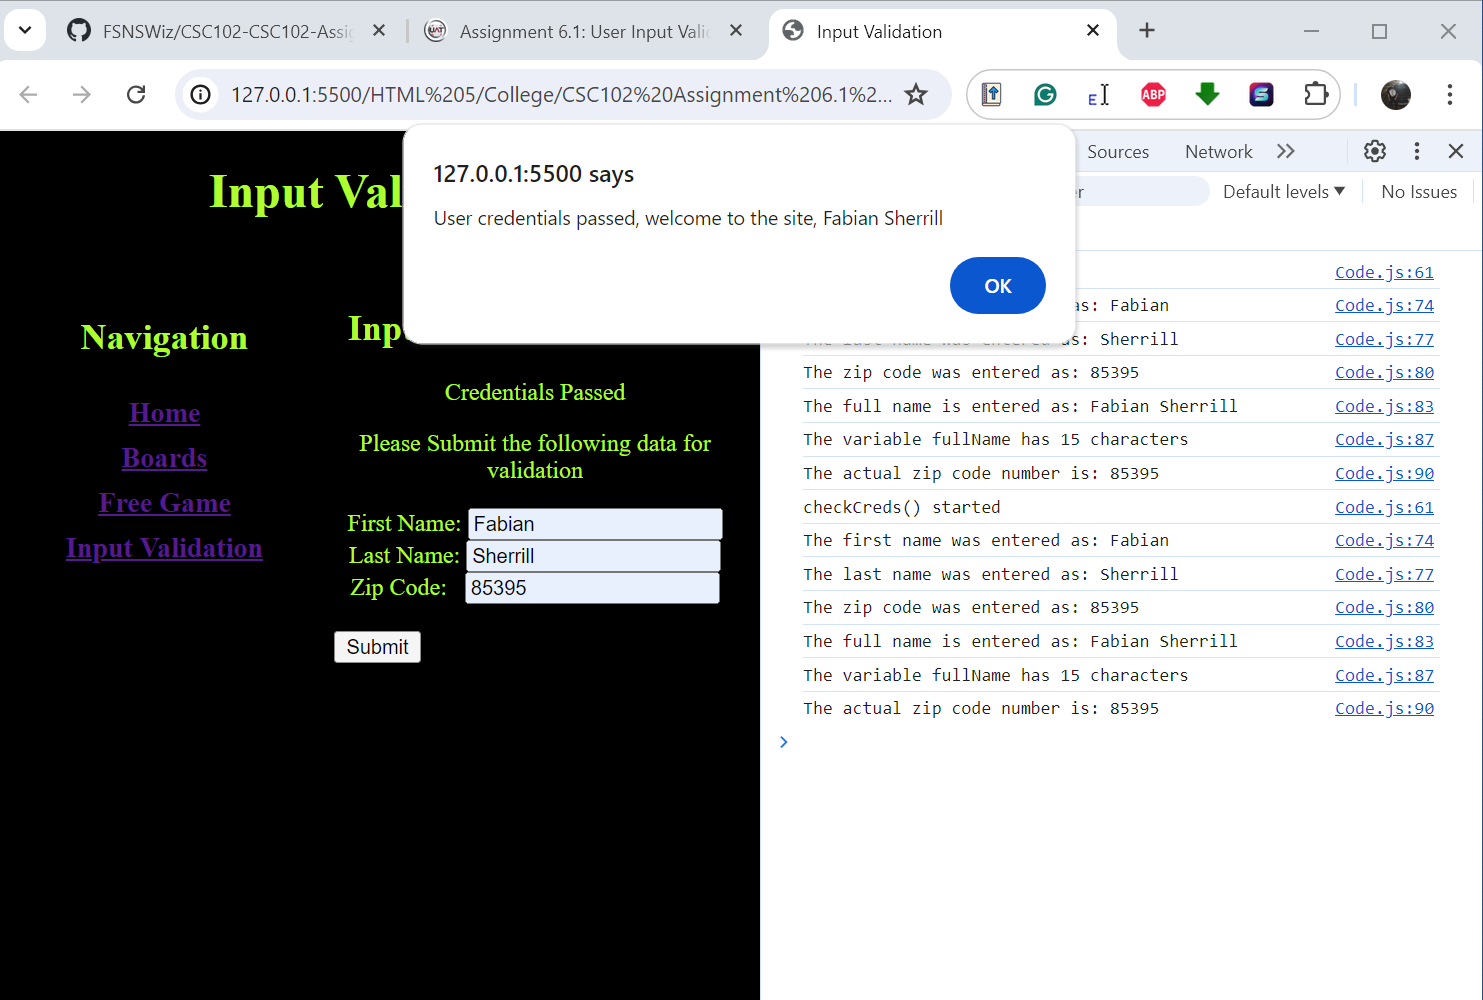 FSNSWiz/CSC102-CSC102-Assig
Assignment 6.1: User Input Valid
Input Validation
127.0.0.1:5500/HTML%205/College/CSC102%20Assignment%206.1%2...
ABP
127.0.0.1:5500 says
User credentials passed, welcome to the site, Fabian Sherrill
OK
Input Val
Navigation
Home
Boards
Free Game
Input Validation
Inp
Credentials Passed
Please Submit the following data for
validation
First Name: Fabian
Last Name: Sherrill
Zip Code: 85395
Submit
Sources
Network
Default levels
No Issues
Code.js:61
as: Fabian Code.js:74
The last name was entered as: Sherrill Code.js:77
The zip code was entered as: 85395 Code.js:80
The full name is entered as: Fabian Sherrill Code.js:83
The variable fullName has 15 characters Code.js:87
The actual zip code number is: 85395 Code.js:90
checkCreds() started Code.js:61
The first name was entered as: Fabian Code.js:74
The last name was entered as: Sherrill Code.js:77
The zip code was entered as: 85395 Code.js:80
The full name is entered as: Fabian Sherrill Code.js:83
The variable fullName has 15 characters Code.js:87
The actual zip code number is: 85395 Code.js:90